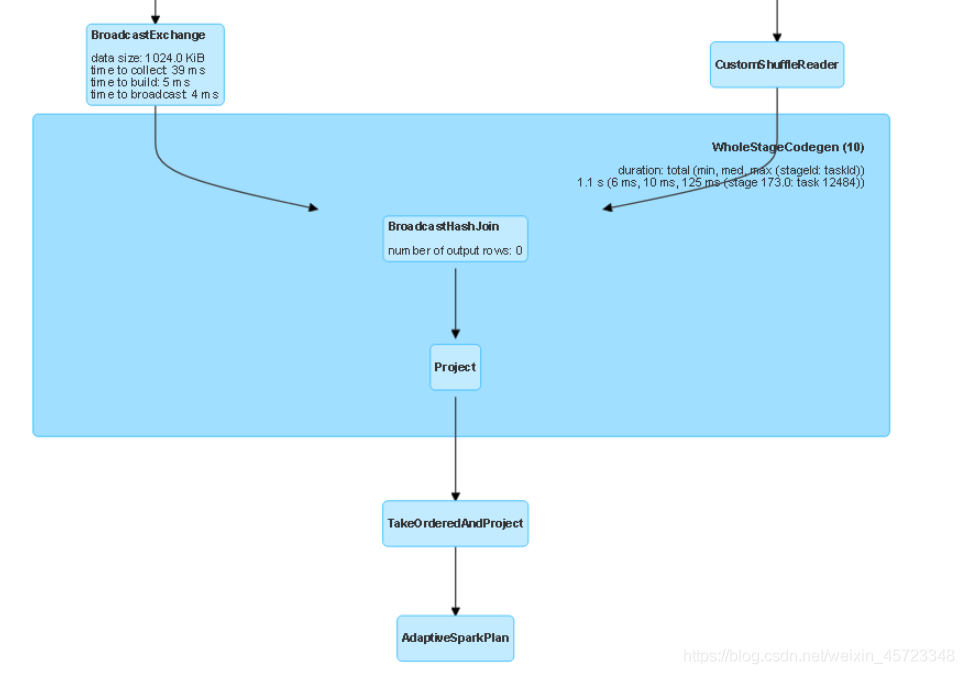 BroadcastExchange
data size: 1024.0 KiB
time to collect: 39 ms
time to build: 5 ms
time to broadcast: 4 ms
CustomShuffleReader
WholeStageCodegen (10)
duration: total (min, med, max (stageId: taskId))
1.1 s (6 ms, 10 ms, 125 ms (stage 173.0: task 12484))
BroadcastHashJoin
number of output rows: 0
Project
TakeOrderedAndProject
AdaptiveSparkPlan
https://blog.csdn.net/weixin_45723348